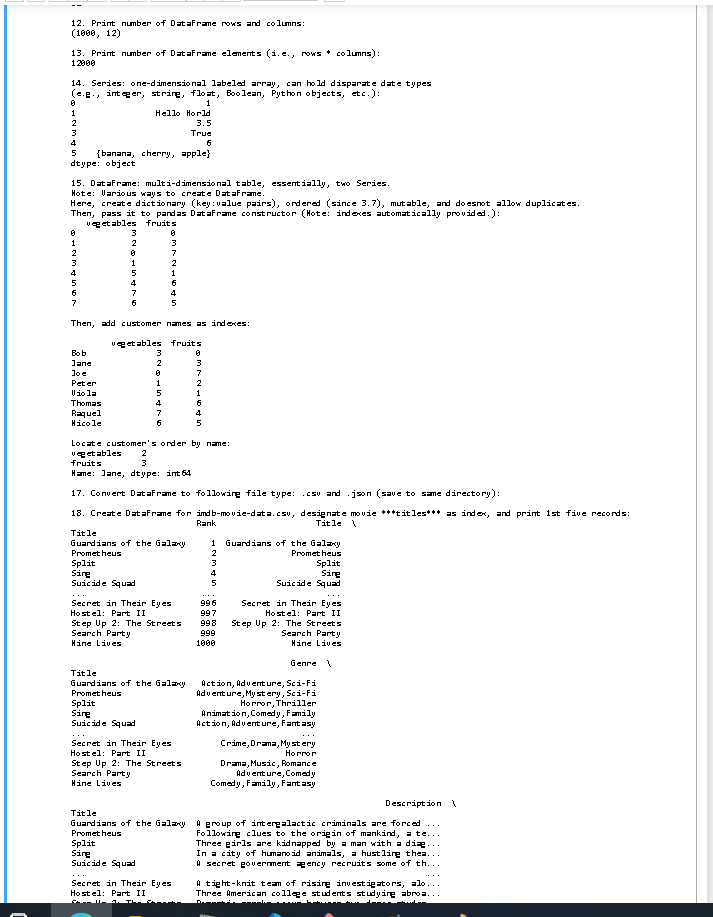 12. Print number of DataFrame rows and columns:
(1000, 12)
13. Print number of DataFrame elements (i.e., rows * columns):
12000
14. Series: one-dimensional labeled array, can hold disparate date types
(e.g., integer, string, float, Boolean, Python objects, etc.):
0 1
1 Hello World
2 3.5
3 True
4 6
5 {banana, cherry, apple}
dtype: object
15. DataFrame: multi-dimensional table, essentially, two Series.
Note: Various ways to create DataFrame.
Here, create dictionary (key:value pairs), ordered (since 3.7), mutable, and doesnot allow duplicates.
Then, pass it to pandas DataFrame constructor (Note: indexes automatically provided.):
vegetables fruits
0 3 0
1 2 3
2 0 7
3 1 2
4 5 1
5 4 6
6 7 4
7 6 5
Then, add customer names as indexes:
vegetables fruits
Bob 3 0
Jane 2 3
Joe 0 7
Peter 1 2
Viola 5 1
Thomas 4 6
Raquel 7 4
Nicole 6 5
Locate customer's order by name:
vegetables 2
fruits 3
Name: Jane, dtype: int64
17. Convert DataFrame to following file type: .csv and .json (save to same directory):
18. Create DataFrame for imdb-movie-data.csv, designate movie ***titles*** as index, and print 1st five records:
Rank Title \
Title
Guardians of the Galaxy 1 Guardians of the Galaxy
Prometheus 2 Prometheus
Split 3 Split
Sing 4 Sing
Suicide Squad 5 Suicide Squad
... ... ...
Secret in Their Eyes 996 Secret in Their Eyes
Hostel: Part II 997 Hostel: Part II
Step Up 2: The Streets 998 Step Up 2: The Streets
Search Party 999 Search Party
Nine Lives 1000 Nine Lives
Genre \
Title
Guardians of the Galaxy Action,Adventure,Sci-Fi
Prometheus Adventure,Mystery,Sci-Fi
Split Horror,Thriller
Sing Animation,Comedy,Family
Suicide Squad Action,Adventure,Fantasy
... ...
Secret in Their Eyes Crime,Drama,Mystery
Hostel: Part II Horror
Step Up 2: The Streets Drama,Music,Romance
Search Party Adventure,Comedy
Nine Lives Comedy,Family,Fantasy
Description \
Title
Guardians of the Galaxy A group of intergalactic criminals are forced ...
Prometheus Following clues to the origin of mankind, a te...
Split Three girls are kidnapped by a man with a diag...
Sing In a city of humanoid animals, a hustling thea...
Suicide Squad A secret government agency recruits some of th...
... ...
Secret in Their Eyes A tight-knit team of rising investigators, alo...
Hostel: Part II Three American college students studying abroa...